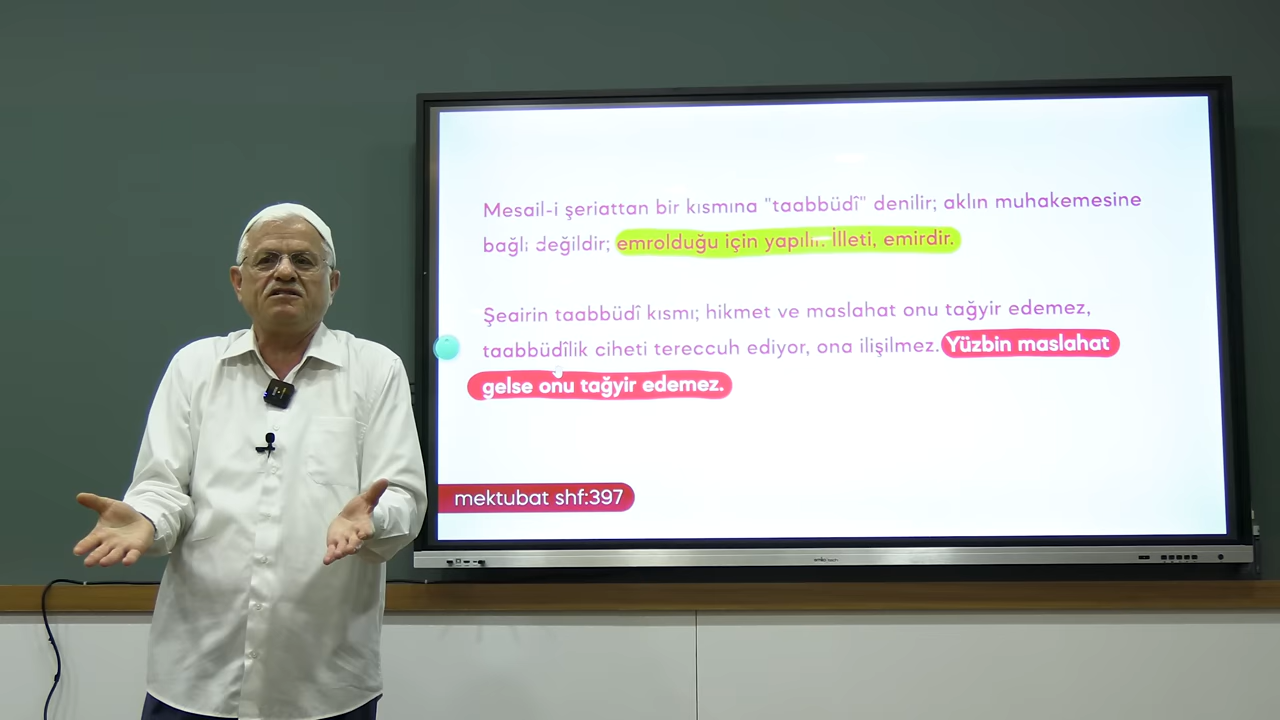 Mesail-i şeriattan bir kısmına "taabbüdî" denilir; aklın muhakemesine
bağlı değildir; emrolduğu için yapılır. İlleti, emirdir.
Şeairin taabbüdî kısmı; hikmet ve maslahat onu tağyir edemez,
taabbüdîlik ciheti tereccuh ediyor, ona ilişilmez. Yüzbin maslahat
gelse onu tağyir edemez.
mektubat shf:397